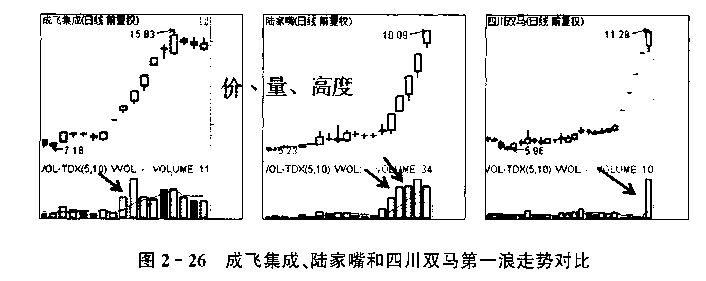 成飞集成(日线 前复权)
15.83
7.18
VOL-TDX(5,10) VVOL: - VOLUME: 11
陆家嘴(日线 前复权)
10.09
5.23
VOL-TDX(5,10) VVOL: VOLUME: 34
四川双马(日线 前复权)
11.28
5.96
VOL-TDX(5,10) VVOL: - VOLUME: 10
价、量、高度
图 2-26 成飞集成、陆家嘴和四川双马第一浪走势对比